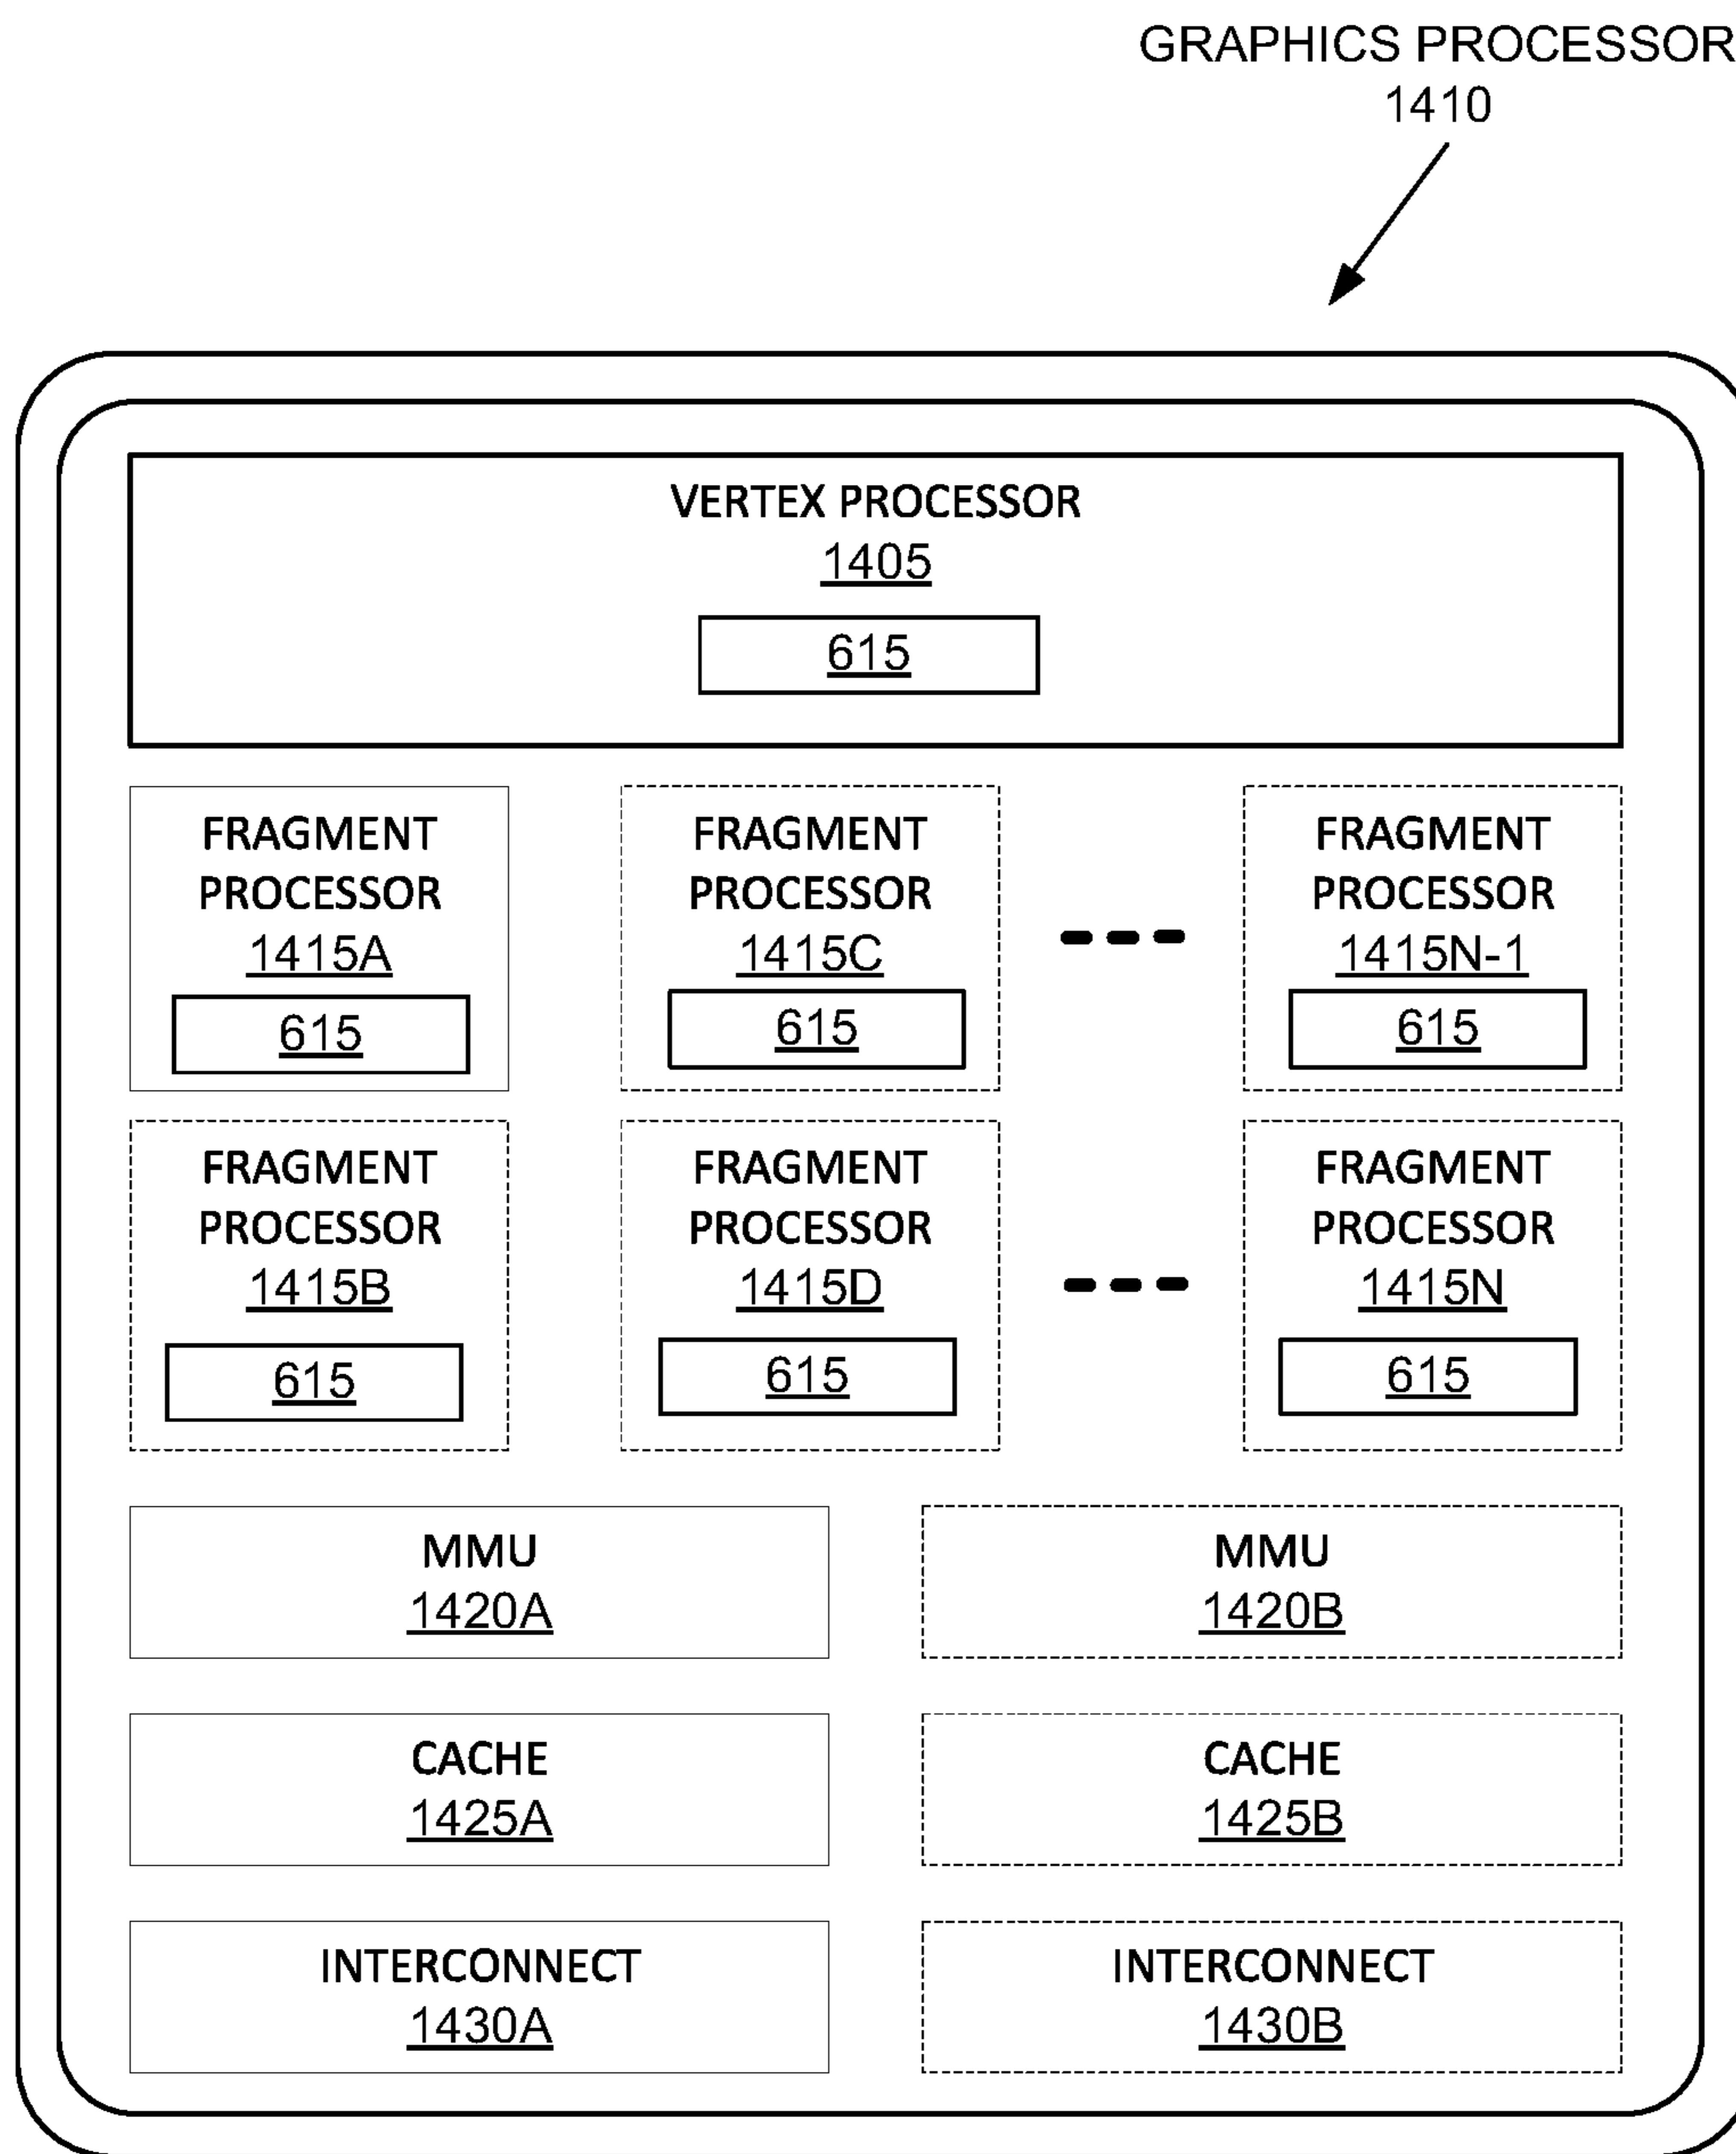 GRAPHICS PROCESSOR
1410
VERTEX PROCESSOR
1405
615
FRAGMENT
PROCESSOR
1415A
615
FRAGMENT
PROCESSOR
1415C
615
FRAGMENT
PROCESSOR
1415N-1
615
FRAGMENT
PROCESSOR
1415B
615
FRAGMENT
PROCESSOR
1415D
615
FRAGMENT
PROCESSOR
1415N
615
MMU
1420A
MMU
1420B
CACHE
1425A
CACHE
1425B
INTERCONNECT
1430A
INTERCONNECT
1430B